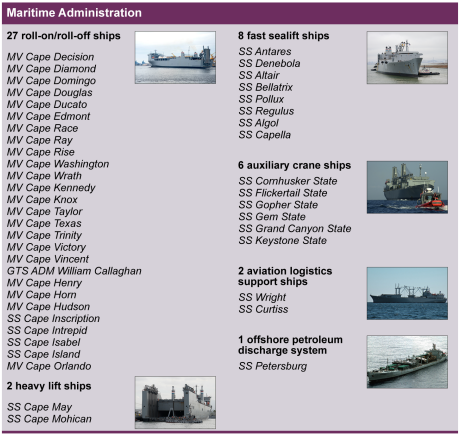 Maritime Administration
27 roll-on/roll-off ships
MV Cape Decision
MV Cape Diamond
MV Cape Domingo
MV Cape Douglas
MV Cape Ducato
MV Cape Edmont
MV Cape Race
MV Cape Ray
MV Cape Rise
MV Cape Washington
MV Cape Wrath
MV Cape Kennedy
MV Cape Knox
MV Cape Taylor
MV Cape Texas
MV Cape Trinity
MV Cape Victory
MV Cape Vincent
GTS ADM William Callaghan
MV Cape Henry
MV Cape Horn
MV Cape Hudson
SS Cape Inscription
SS Cape Intrepid
SS Cape Isabel
SS Cape Island
MV Cape Orlando
2 heavy lift ships
SS Cape May
SS Cape Mohican
8 fast sealift ships
SS Antares
SS Denebola
SS Altair
SS Bellatrix
SS Pollux
SS Regulus
SS Algol
SS Capella
6 auxiliary crane ships
SS Cornhusker State
SS Flickertail State
SS Gopher State
SS Gem State
SS Grand Canyon State
SS Keystone State
2 aviation logistics
support ships
SS Wright
SS Curtiss
1 offshore petroleum
discharge system
SS Petersburg